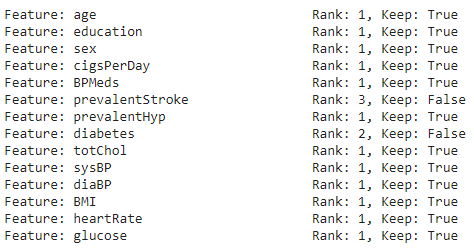 Feature: age Rank: 1, Keep: True
Feature: education Rank: 1, Keep: True
Feature: sex Rank: 1, Keep: True
Feature: cigsPerDay Rank: 1, Keep: True
Feature: BPMeds Rank: 1, Keep: True
Feature: prevalentStroke Rank: 3, Keep: False
Feature: prevalentHyp Rank: 1, Keep: True
Feature: diabetes Rank: 2, Keep: False
Feature: totChol Rank: 1, Keep: True
Feature: sysBP Rank: 1, Keep: True
Feature: diaBP Rank: 1, Keep: True
Feature: BMI Rank: 1, Keep: True
Feature: heartRate Rank: 1, Keep: True
Feature: glucose Rank: 1, Keep: True